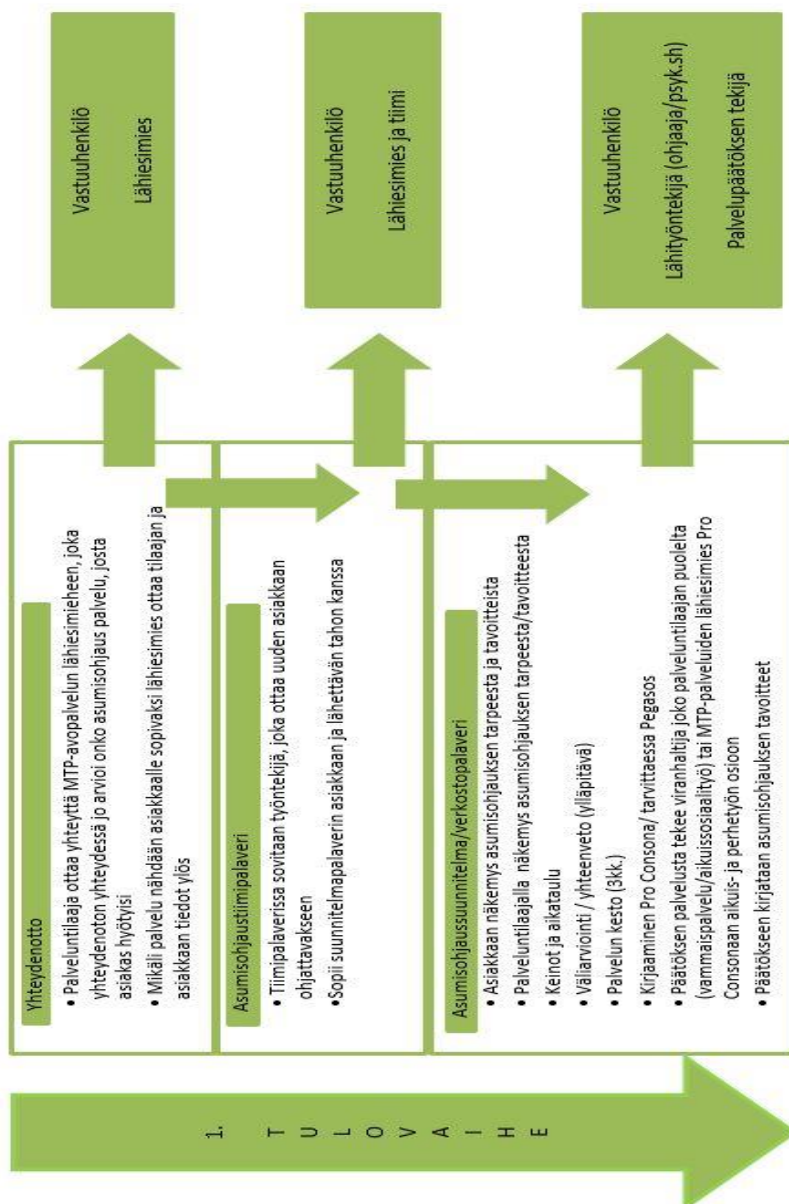 1.
T
U
L
O
V
A
I
H
E
Yhteydenotto
• Palveluntilaaja ottaa yhteyttä MTP-avopalvelun lähiesimieheen, joka
yhteydenoton yhteydessä jo arvioi onko asumisohjaus palvelu, josta
asiakas hyötyisi
• Mikäli palvelu nähdään asiakkaalle sopivaksi lähiesimies ottaa tilaajan ja
asiakkaan tiedot ylös
Vastuuhenkilö
Lähiesimies
Asumisohjaustiimipalaveri
• Tiimipalaverissa sovitaan työntekijä, joka ottaa uuden asiakkaan
ohjattavakseen
•Sopii suunnitelmapalaverin asiakkaan ja lähettävän tahon kanssa
Vastuuhenkilö
Lähiesimies ja tiimi
Asumisohjaussuunnitelma/verkostopalaveri
• Asiakkaan näkemys asumisohjauksen tarpeesta ja tavoitteista
• Palveluntilaajalla näkemys asumisohjauksen tarpeesta/tavoitteesta
• Keinot ja aikataulu
• Väliarviointi / yhteenveto (ylläpitävä)
• Palvelun kesto (3kk.)
• Kirjaaminen Pro Consona/ tarvittaessa Pegasos
• Päätöksen palvelusta tekee viranhaltija joko palveluntilaajan puolelta
(vammaispalvelu/aikuissosiaalityö) tai MTP-palveluiden lähiesimies Pro
Consonaan aikuis- ja perhetyön osioon
• Päätökseen kirjataan asumisohjauksen tavoitteet
Vastuuhenkilö
Lähityöntekijä (ohjaaja/psyk.sh)
Palvelupäätöksen tekijä